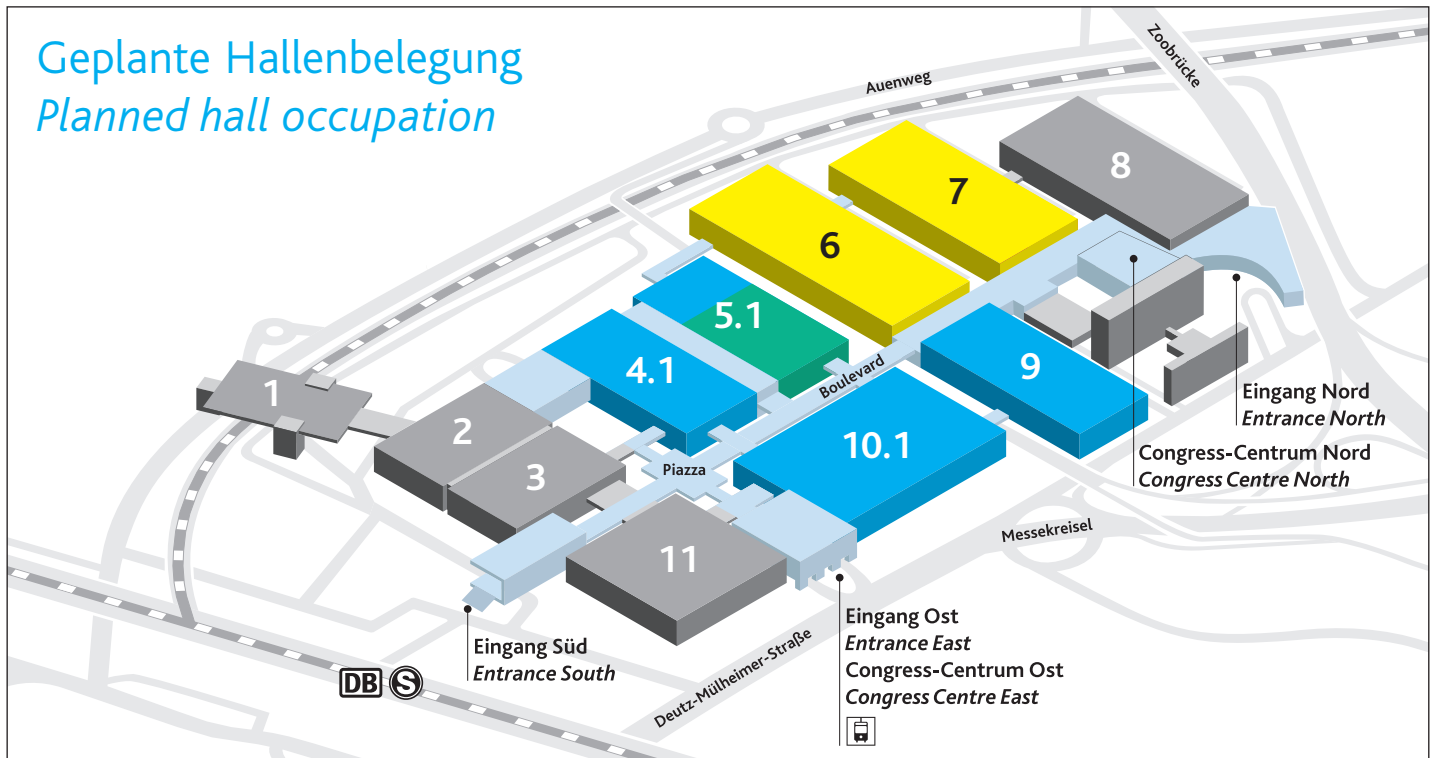 Geplante Hallenbelegung
Planned hall occupation
Auenweg
Zoobrücke
8
7
6
5.1
4.1
9
1
2
3
10.1
11
Boulevard
Piazza
Eingang Nord
Entrance North
Congress-Centrum Nord
Congress Centre North
Messekreisel
Eingang Ost
Entrance East
Congress-Centrum Ost
Congress Centre East
Eingang Süd
Entrance South
Deutz-Mülheimer-Straße
DB S